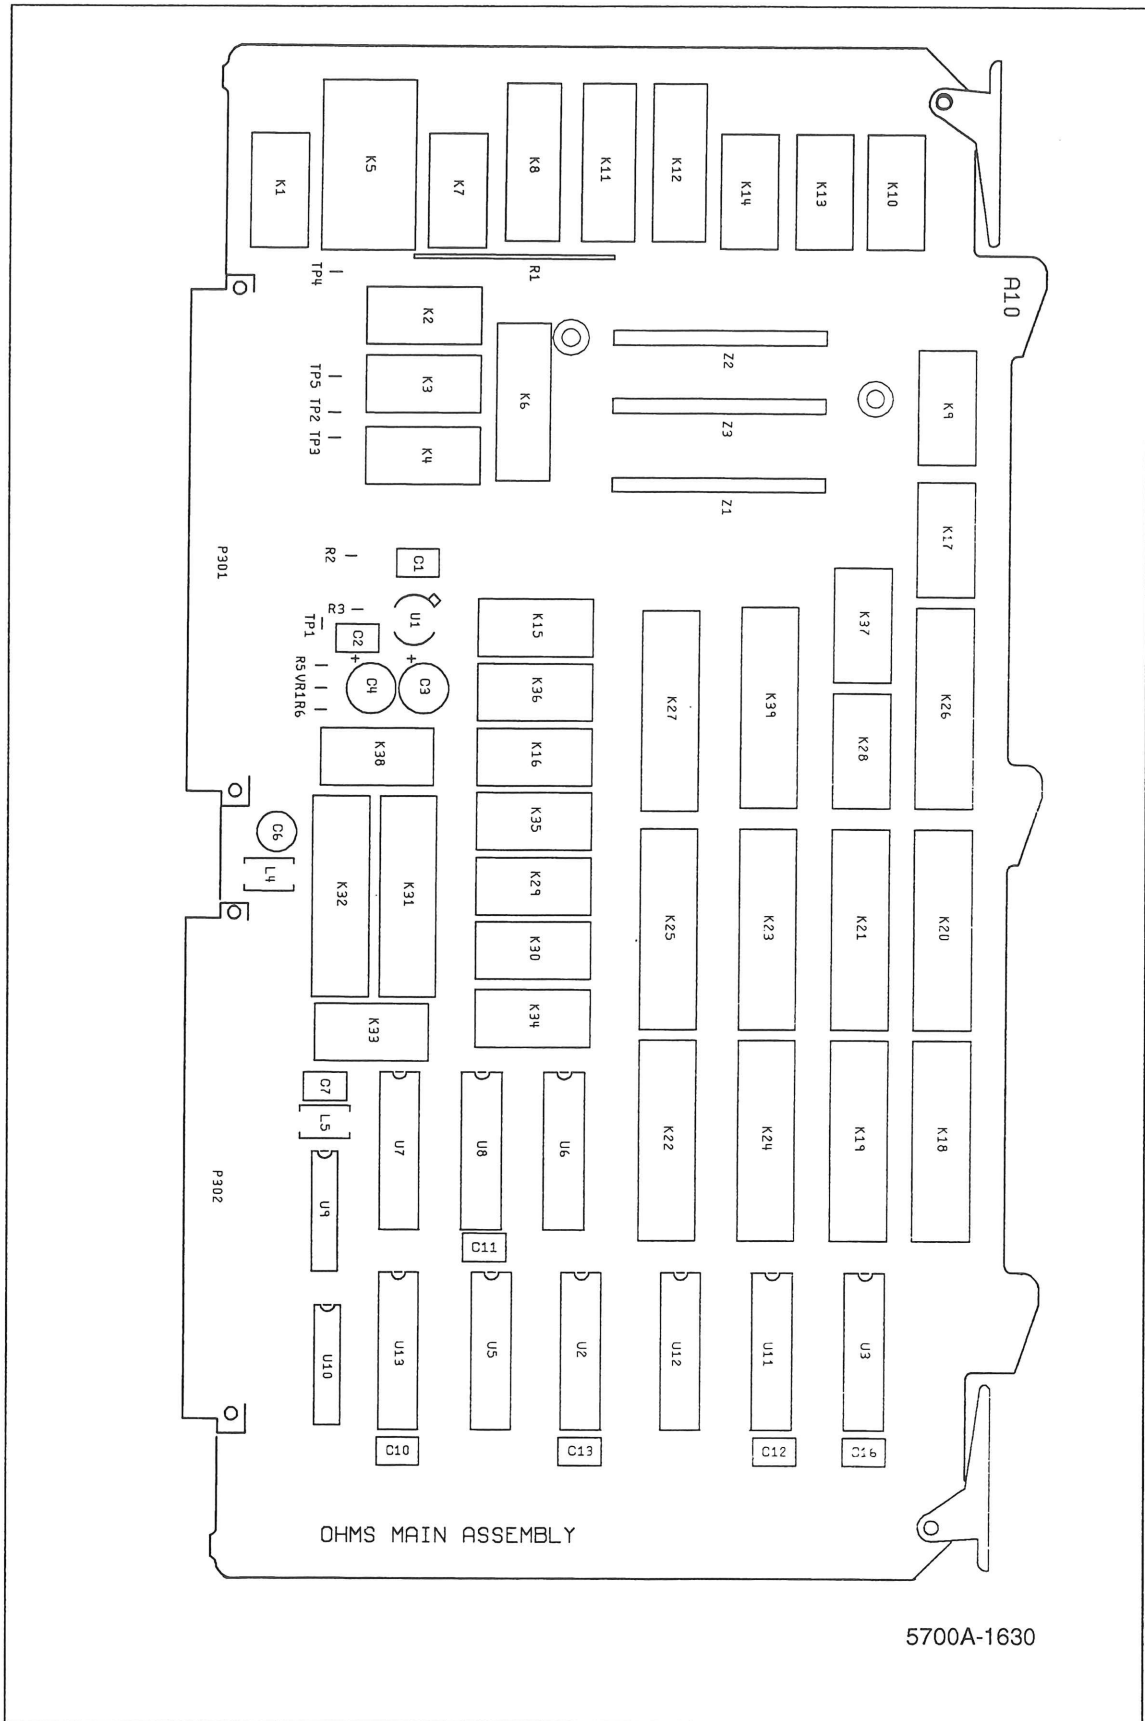 K1
K5
K7
K8
K11
K12
K14
K13
K10
TP4
R1
A10
K2
K6
Z2
TP5
K3
K9
TP2
TP3
K4
Z3
Z1
K17
P301
R2
C1
R3
TP1
C2
+
U1
+
K15
K37
R5
VR1
R6
C4
C3
K36
K27
K39
K26
K38
K16
K28
C6
L4
K35
K32
K31
K29
K25
K23
K21
K20
K30
K33
K34
C7
L5
U7
U8
U6
K22
K24
K19
K18
P302
U9
C11
U10
U13
U5
U2
U12
U11
U3
C10
C13
C12
C16
OHMS MAIN ASSEMBLY
5700A-1630